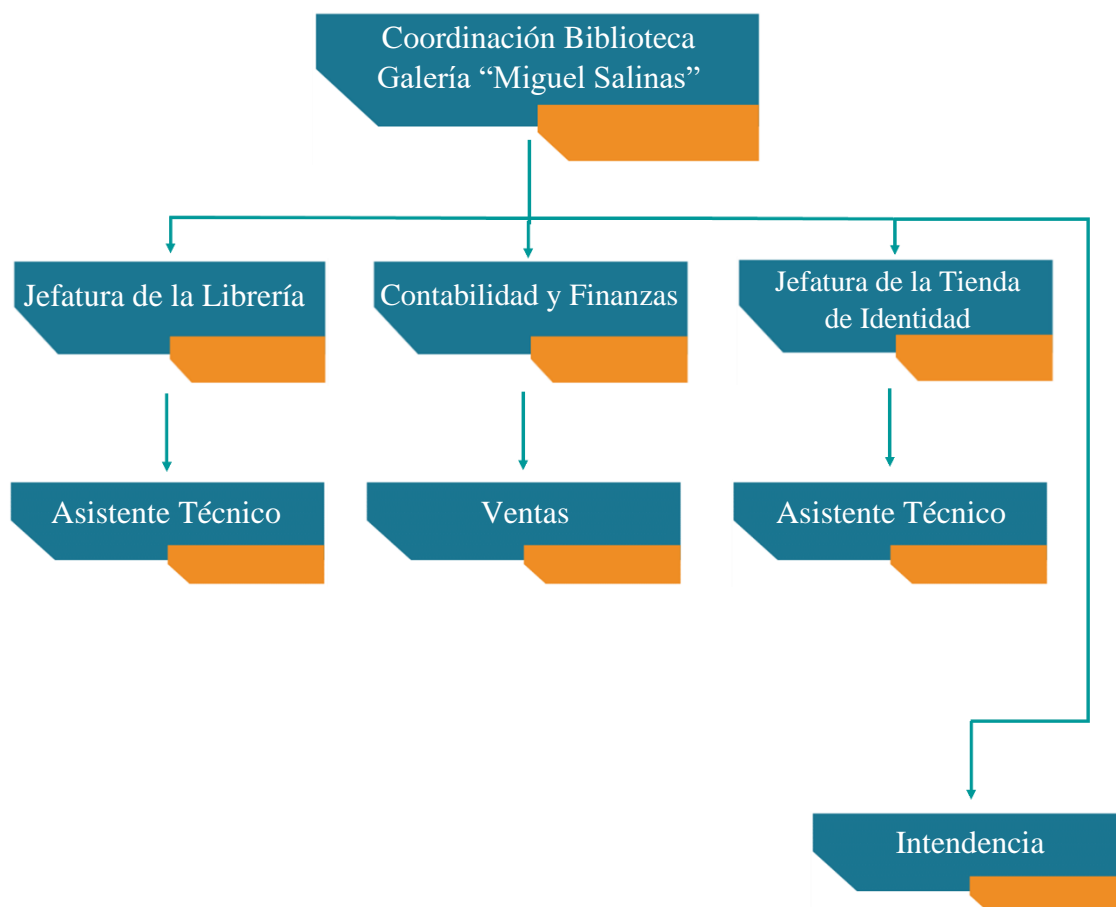 Coordinación Biblioteca
Galería “Miguel Salinas”
Jefatura de la Librería
Contabilidad y Finanzas
Jefatura de la Tienda
de Identidad
Asistente Técnico
Ventas
Asistente Técnico
Intendencia